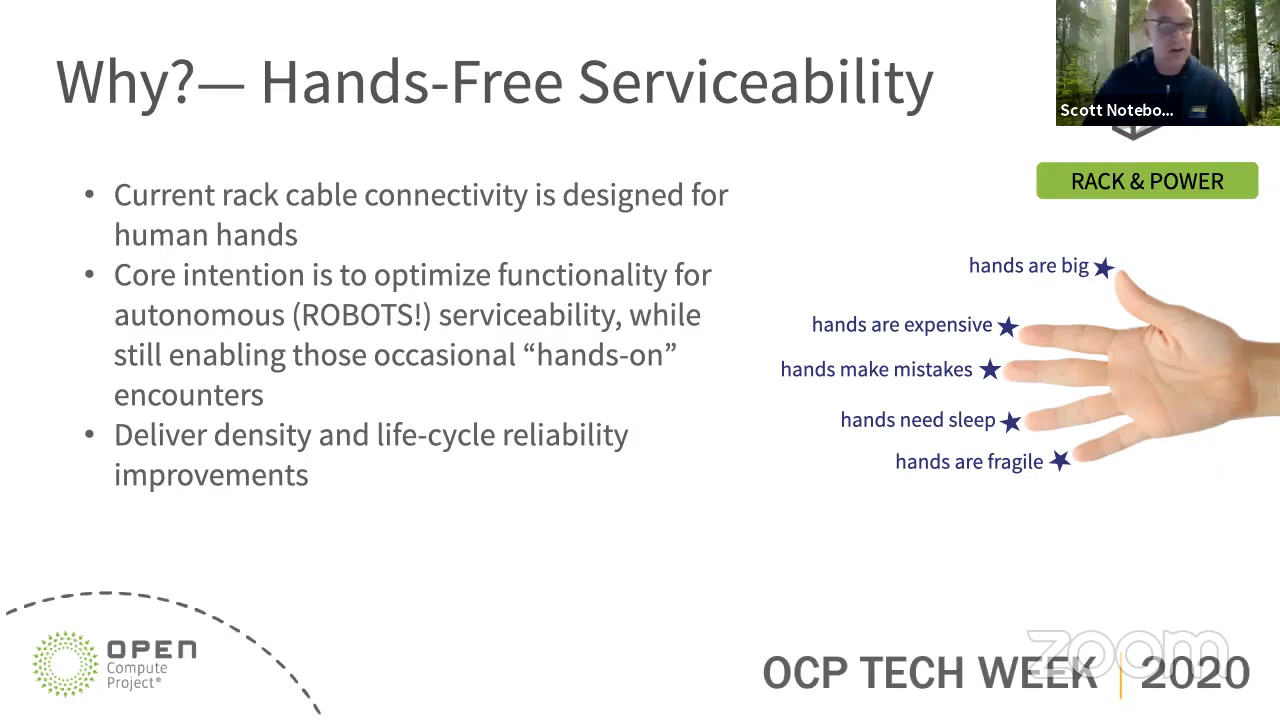 Why?— Hands-Free Serviceability
Scott Notebo...
RACK & POWER
• Current rack cable connectivity is designed for
human hands
• Core intention is to optimize functionality for
autonomous (ROBOTS!) serviceability, while
still enabling those occasional “hands-on”
encounters
• Deliver density and life-cycle reliability
improvements
hands are big
hands are expensive
hands make mistakes
hands need sleep
hands are fragile
OPEN
Compute
Project®
zoom
OCP TECH WEEK | 2020